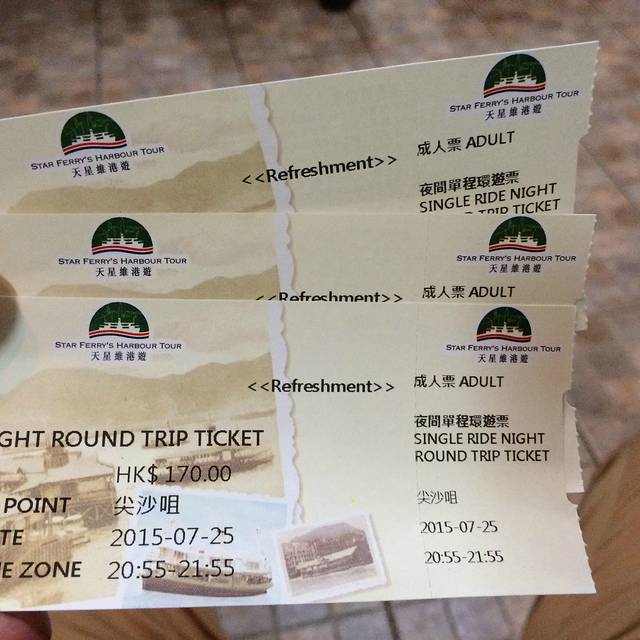 STAR FERRY'S HARBOUR TOUR
天星維港遊
<<Refreshment>>
STAR FERRY'S HARBOUR TOUR
天星維港遊
成人票 ADULT
夜間單程環遊票
SINGLE RIDE NIGHT
TRIP TICKET
STAR FERRY'S HARBOUR TOUR
天星維港遊
<<Refreshment>>
STAR FERRY'S HARBOUR TOUR
天星維港遊
成人票 ADULT
STAR FERRY'S HARBOUR TOUR
天星維港遊
<<Refreshment>>
GHT ROUND TRIP TICKET
HK$ 170.00
POINT 尖沙咀
TE 2015-07-25
E ZONE 20:55-21:55
STAR FERRY'S HARBOUR TOUR
天星維港遊
成人票 ADULT
夜間單程環遊票
SINGLE RIDE NIGHT
ROUND TRIP TICKET
尖沙咀
2015-07-25
20:55-21:55